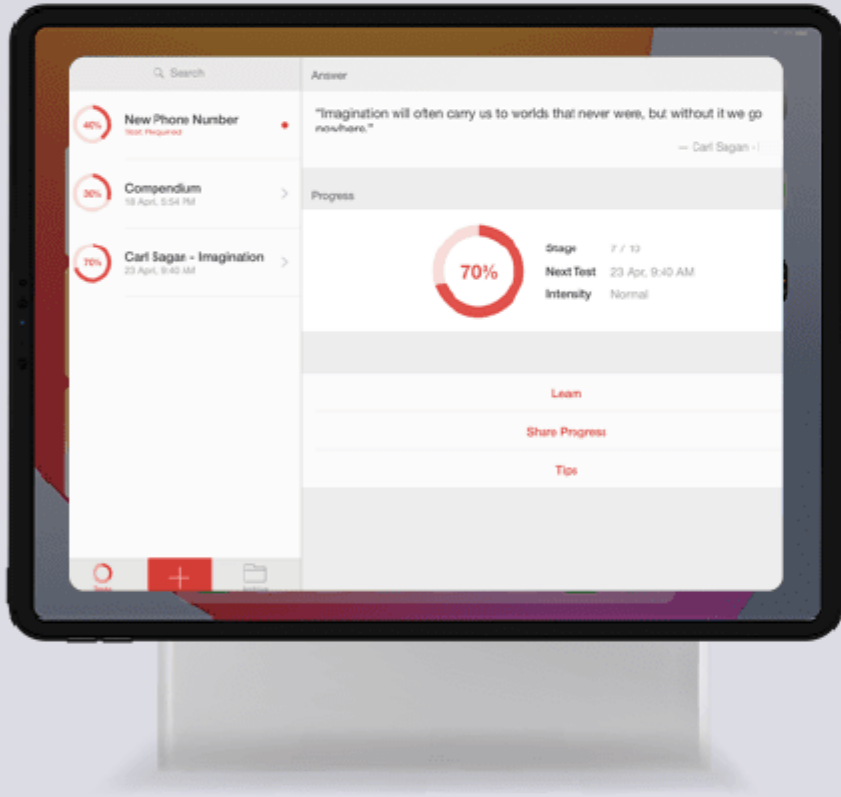 Search
40%
New Phone Number
Test Required
30%
Compendium
18 Apr, 5:54 PM
70%
Carl Sagan - Imagination
23 Apr, 9:40 AM
Tests
Archive
Answer
“Imagination will often carry us to worlds that never were, but without it we go
nowhere.”
— Carl Sagan -
Progress
70%
Stage 7 / 10
Next Test 23 Apr, 9:40 AM
Intensity Normal
Learn
Share Progress
Tips